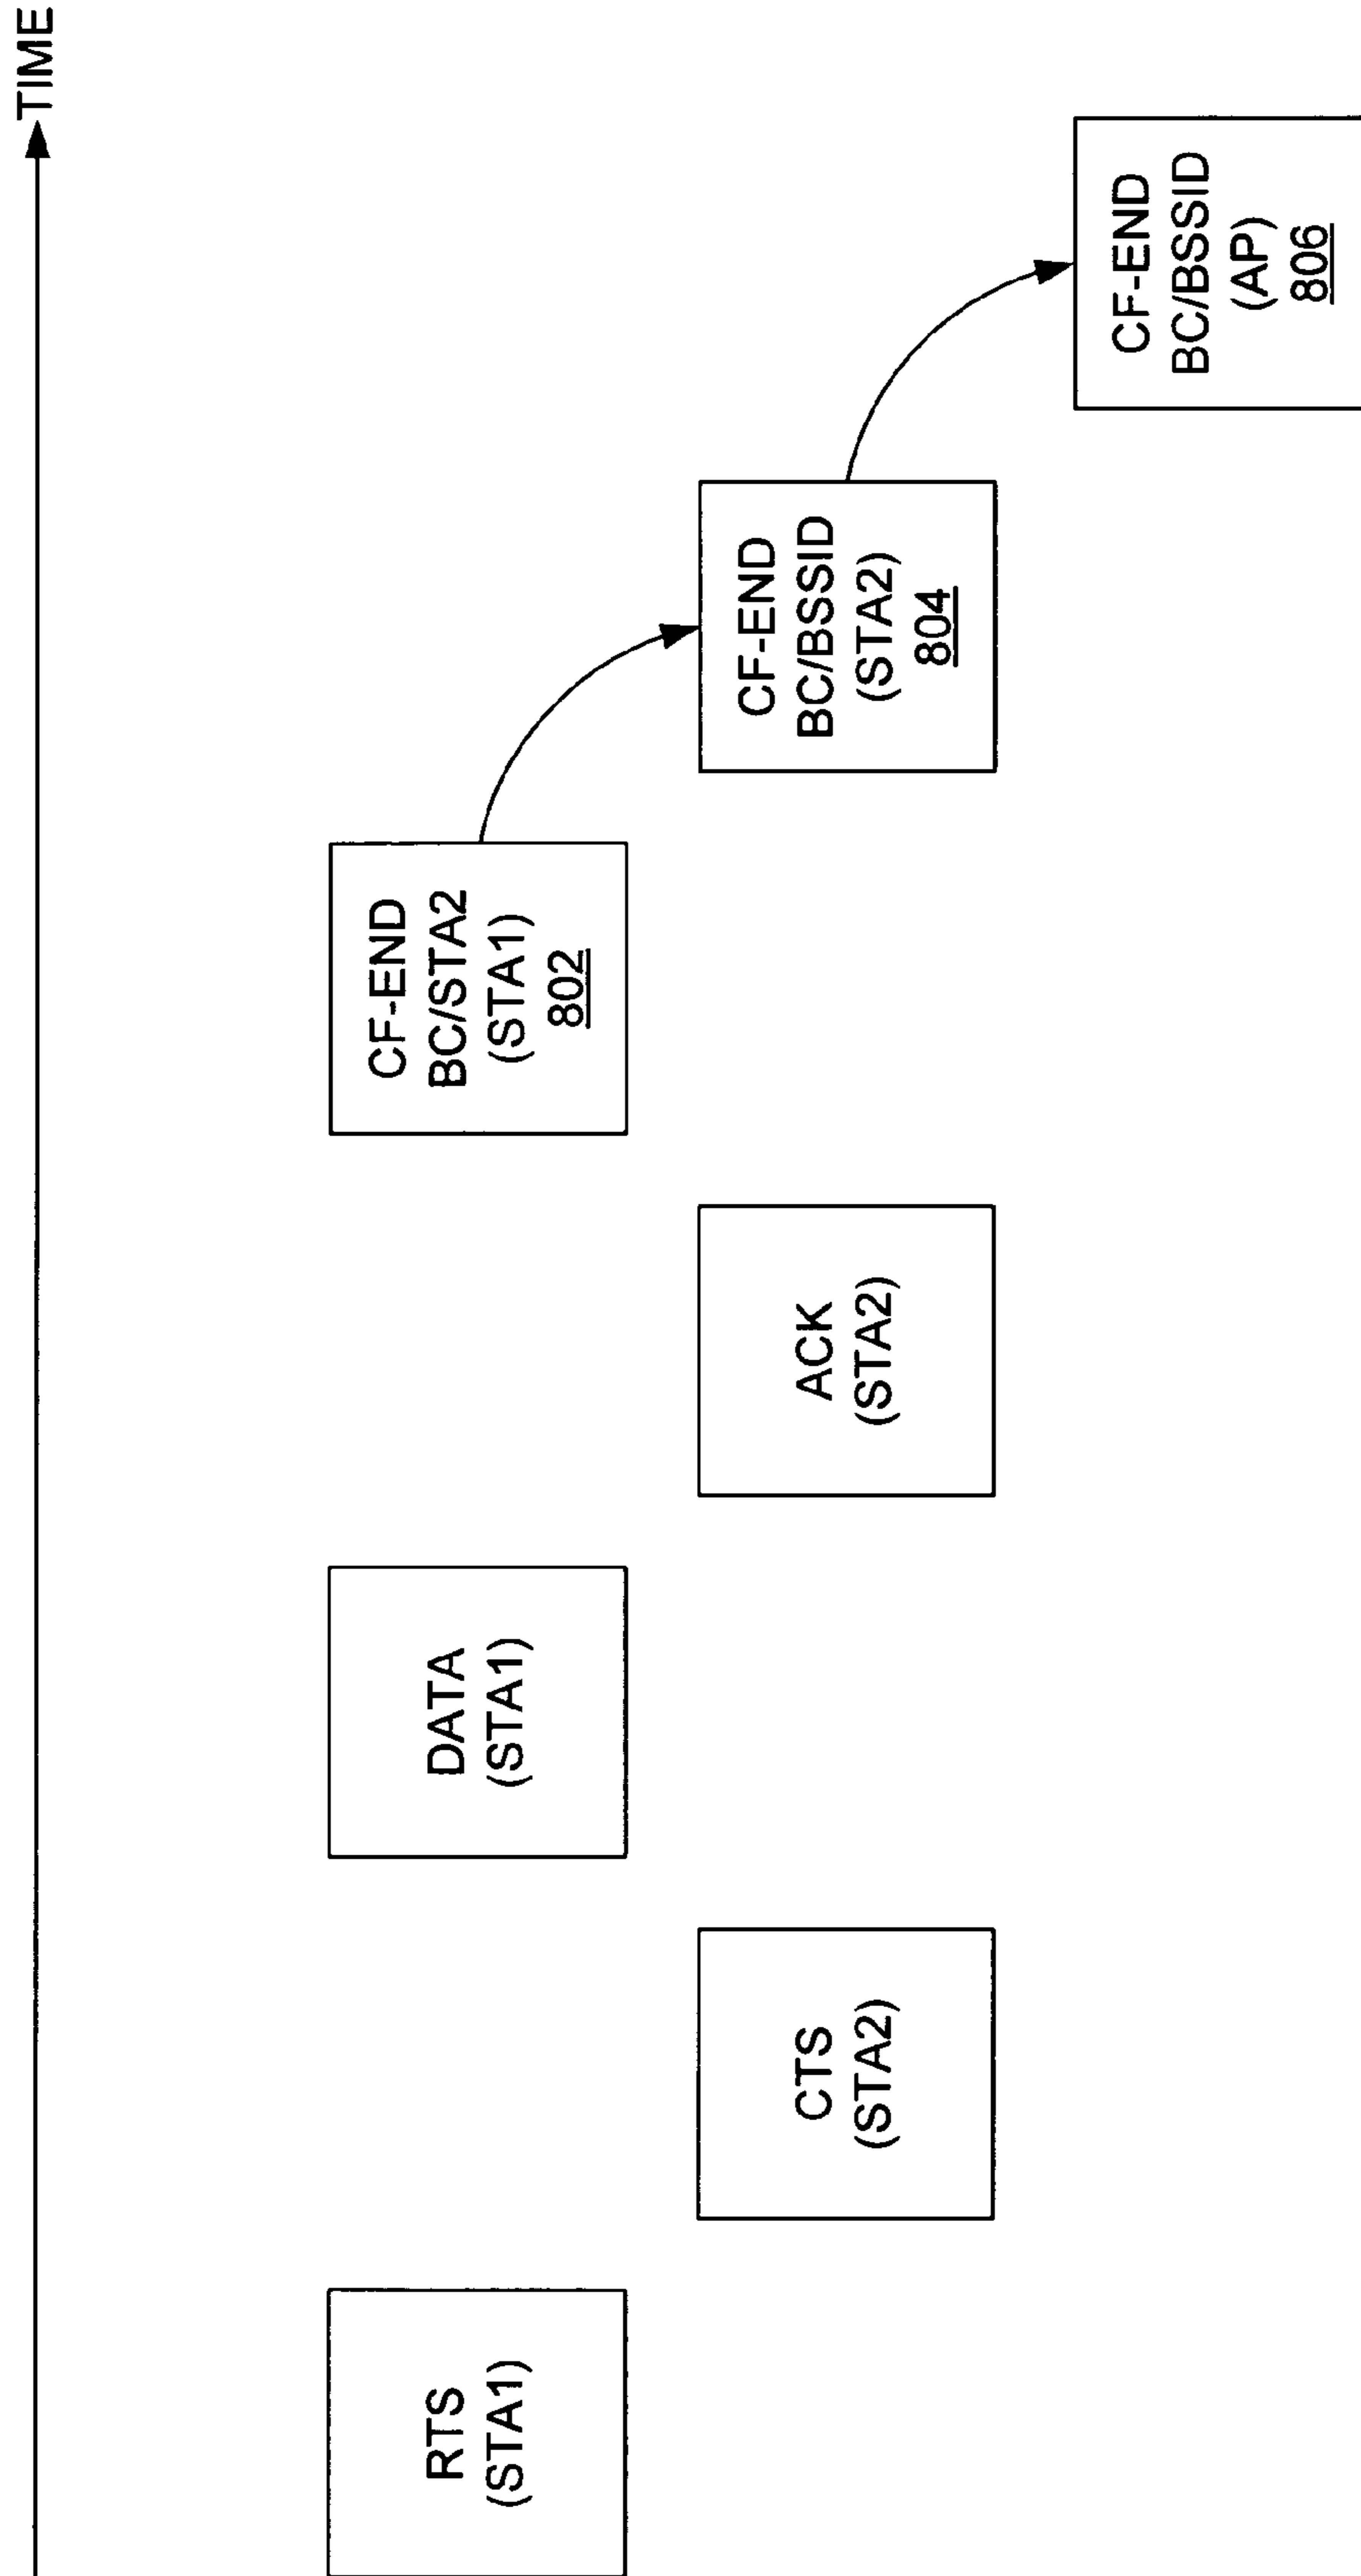 TIME
RTS
(STA1)
CTS
(STA2)
DATA
(STA1)
ACK
(STA2)
CF-END
BC/STA2
(STA1)
802
CF-END
BC/BSSID
(STA2)
804
CF-END
BC/BSSID
(AP)
806